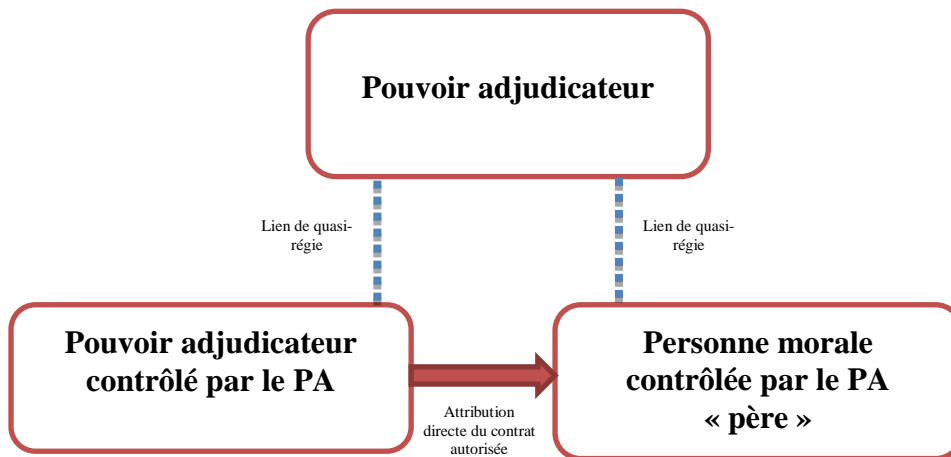 Pouvoir adjudicateur
Lien de quasi-
régie
Lien de quasi-
régie
Pouvoir adjudicateur
contrôlé par le PA
Personne morale
contrôlée par le PA
« père »
Attribution
directe du contrat
autorisée